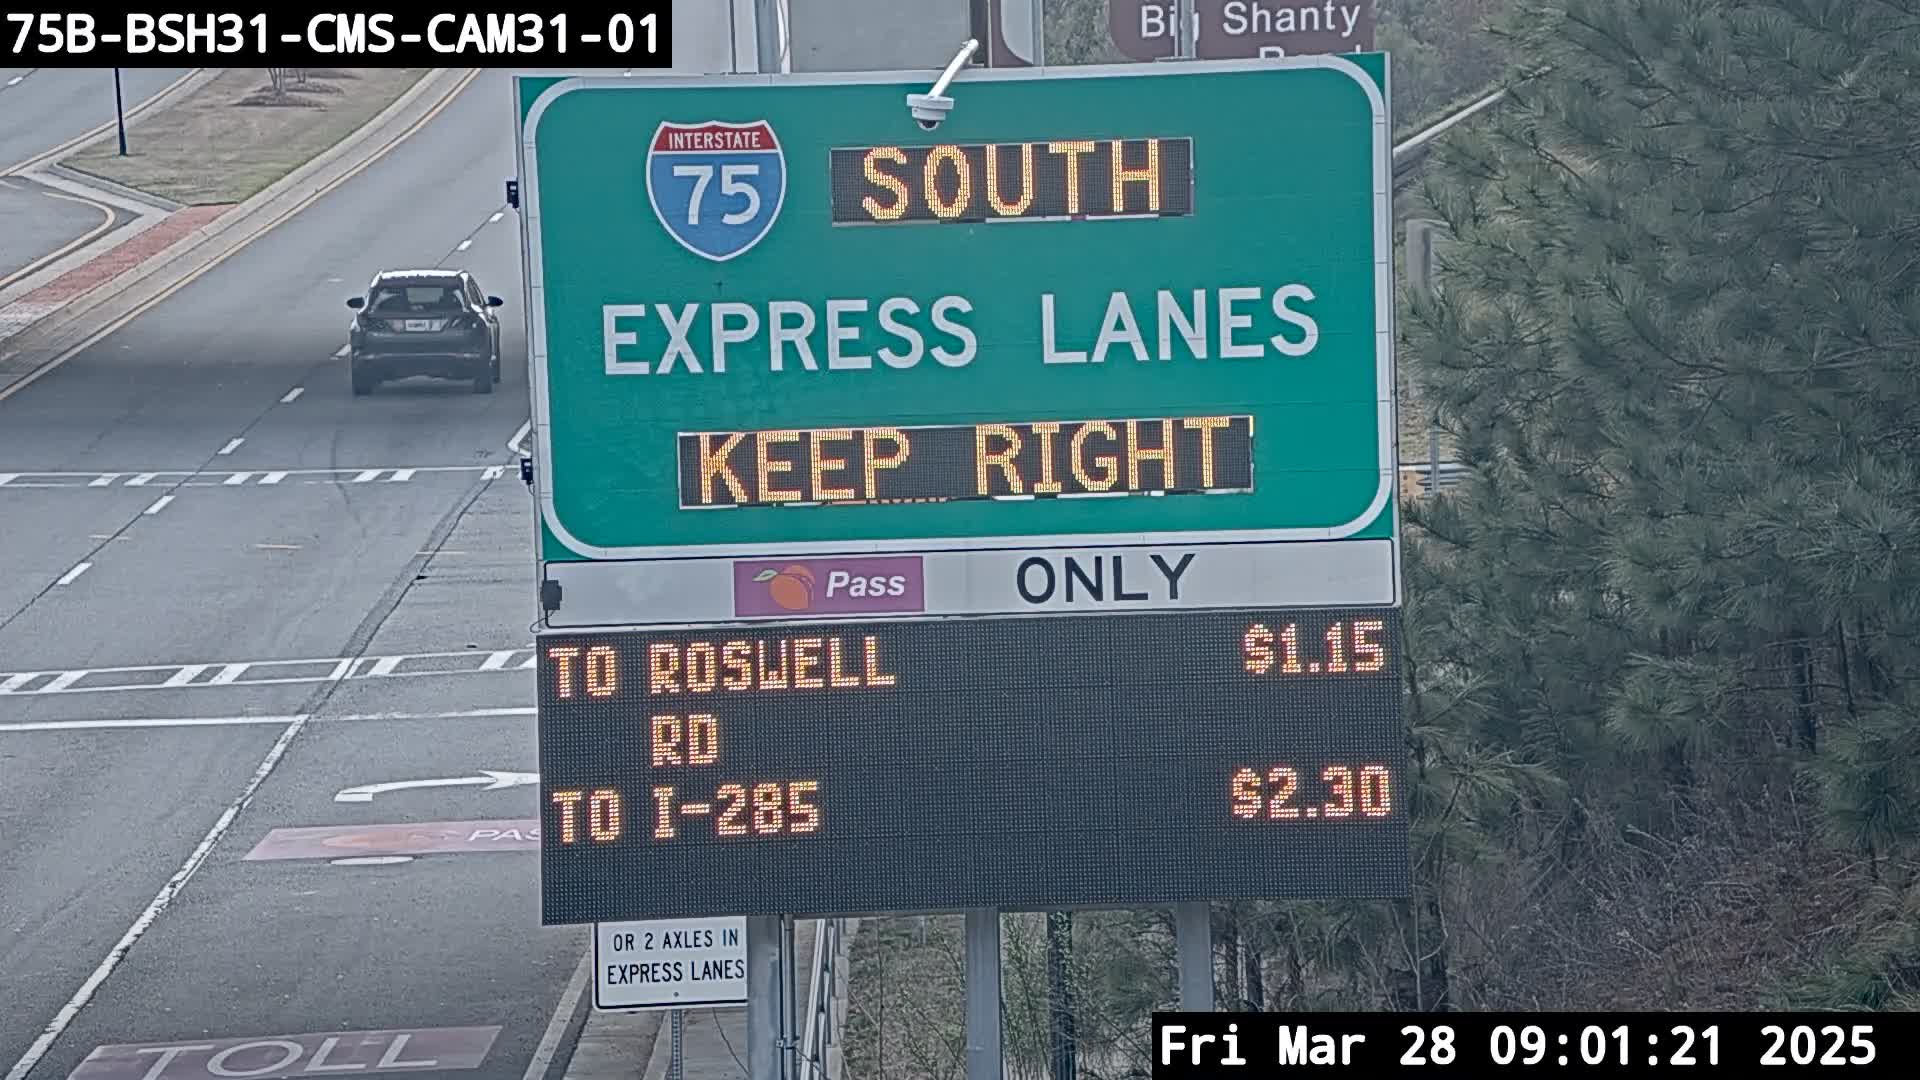 75B-BSH31-CMS-CAM31-01
Big Shanty
INTERSTATE
75
SOUTH
EXPRESS LANES
KEEP RIGHT
Pass ONLY
TO ROSWELL $1.15
RD
TO I-285 $2.30
OR 2 AXLES IN
EXPRESS LANES
TOLL
Fri Mar 28 09:01:21 2025